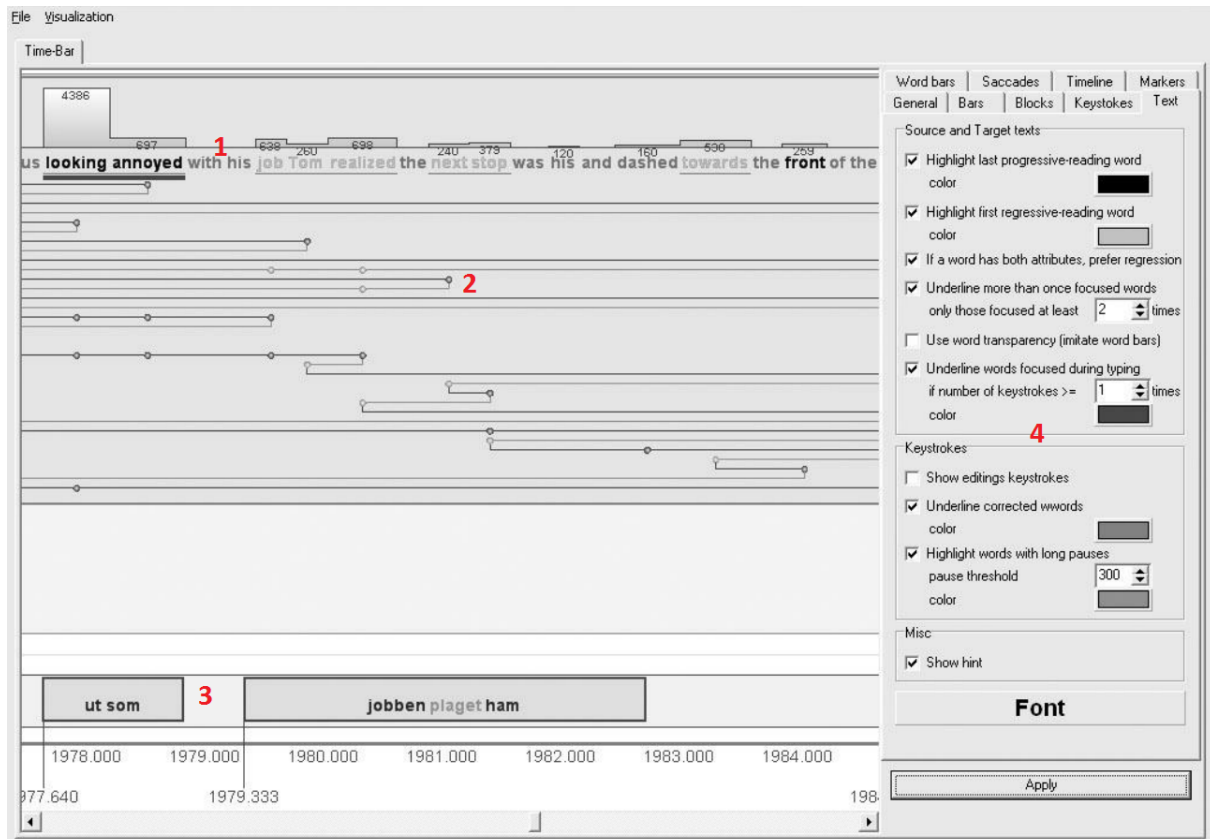 File Visualization
Time-Bar
4386
697 638 260 698 240 379 120 160 530 259
us looking annoyed with his job Tom realized the next stop was his and dashed towards the front of the
1
2
3
ut som
jobben plaget ham
1978.000 1979.000 1980.000 1981.000 1982.000 1983.000 1984.000
977.640 1979.333 198
Word bars Saccades Timeline Markers
General Bars Blocks Keystokes Text
Source and Target texts
Highlight last progressive-reading word
color
Highlight first regressive-reading word
color
If a word has both attributes, prefer regression
Underline more than once focused words
only those focused at least 2 times
Use word transparency (imitate word bars)
Underline words focused during typing
if number of keystrokes >= 1 times
color
4
Keystrokes
Show editings keystrokes
Underline corrected wwords
color
Highlight words with long pauses
pause threshold 300
color
Misc
Show hint
Font
Apply